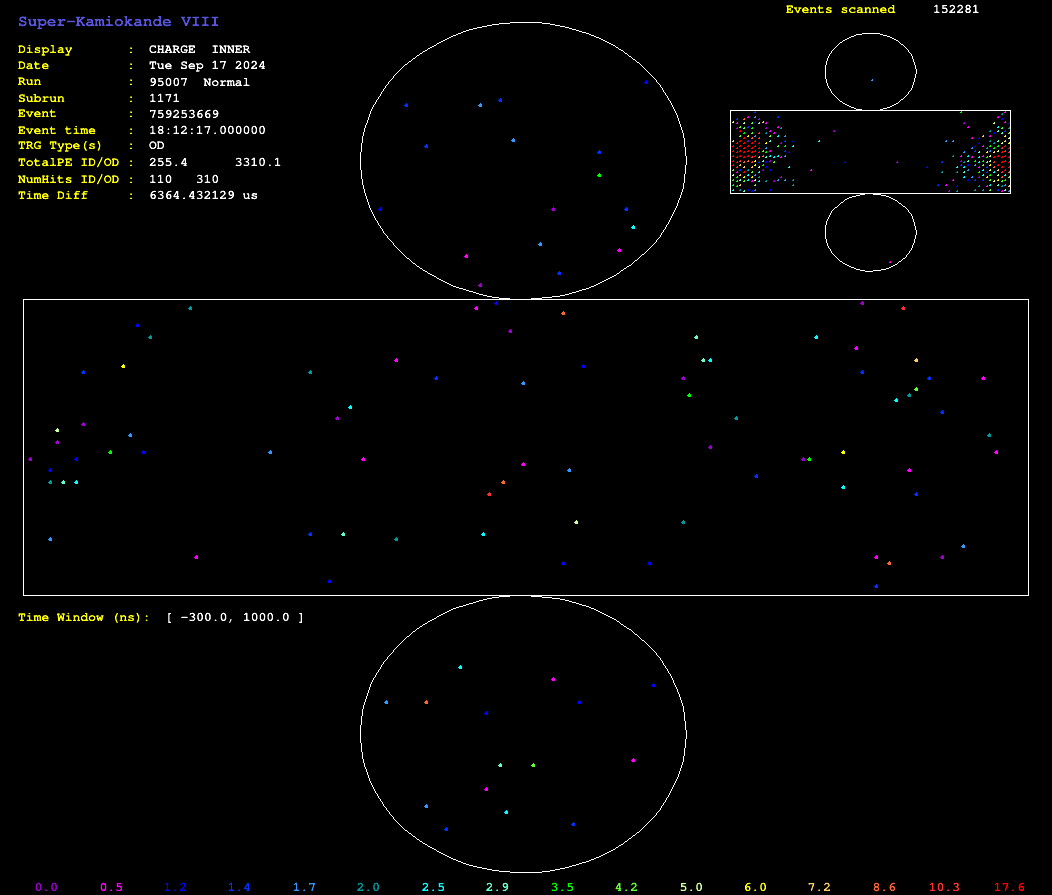 Super-Kamiokande VIII
Events scanned 152281
Display : CHARGE INNER
Date : Tue Sep 17 2024
Run : 95007 Normal
Subrun : 1171
Event : 759253669
Event time : 18:12:17.000000
TRG Type(s) : OD
TotalPE ID/OD : 255.4 3310.1
NumHits ID/OD : 110 310
Time Diff : 6364.432129 us
Time Window (ns): [ -300.0, 1000.0 ]
0.0 0.5 1.2 1.4 1.7 2.0 2.5 2.9 3.5 4.2 5.0 6.0 7.2 8.6 10.3 17.6